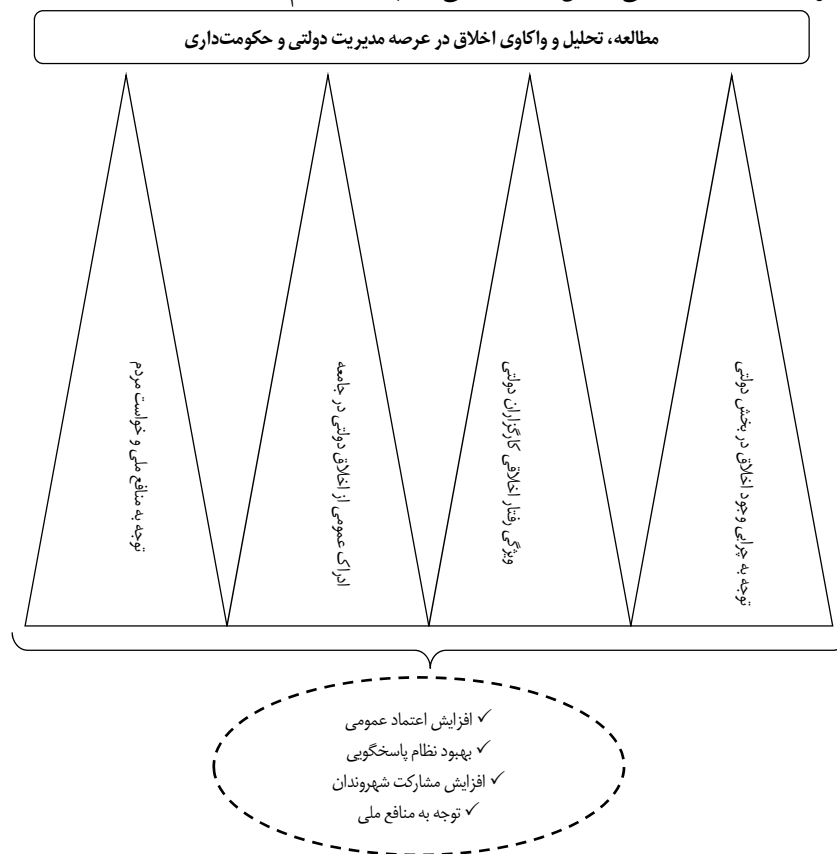 مطالعه، تحلیل و واکاوی اخلاق در عرصه مدیریت دولتی و حکومت‌داری
توجه به چرایی وجود اخلاق در بخش دولتی
ویژگی رفتار اخلاقی کارگزاران دولتی
ادراک عمومی از اخلاق دولتی در جامعه
توجه به منافع ملی و خواست مردم
✓ افزایش اعتماد عمومی
✓ بهبود نظام پاسخگویی
✓ افزایش مشارکت شهروندان
✓ توجه به منافع ملی